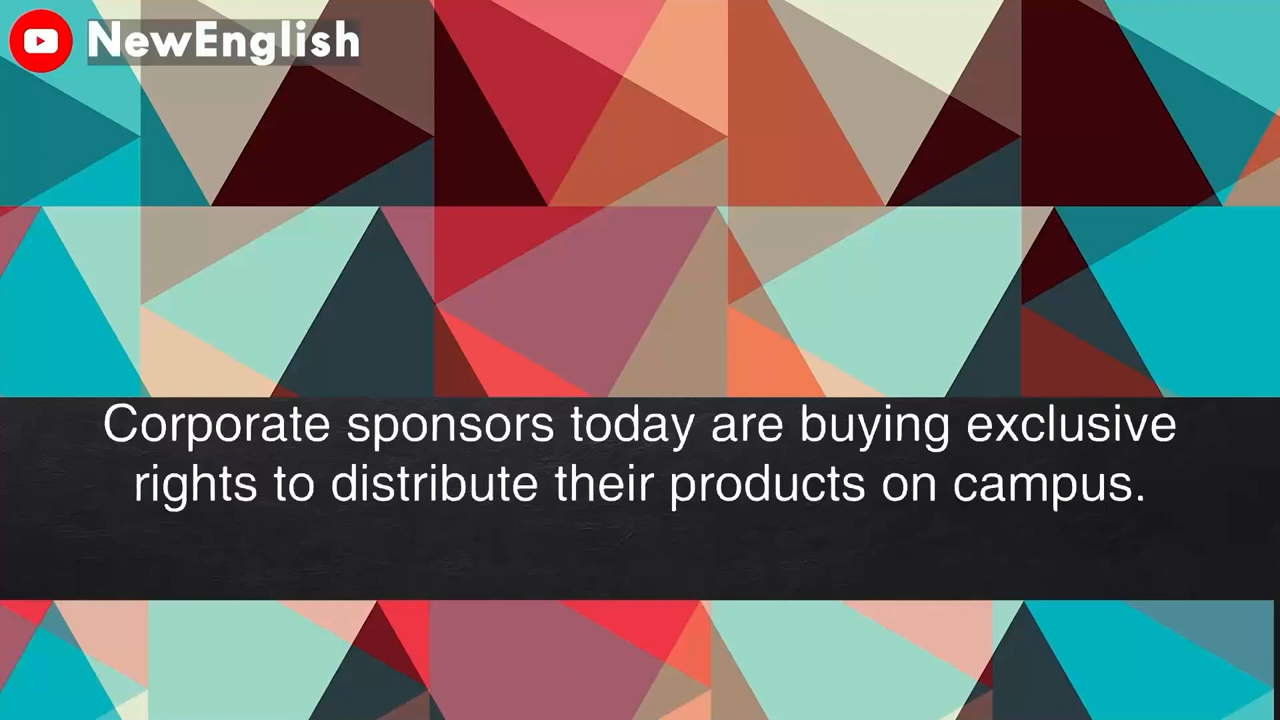 NewEnglish
Corporate sponsors today are buying exclusive
rights to distribute their products on campus.